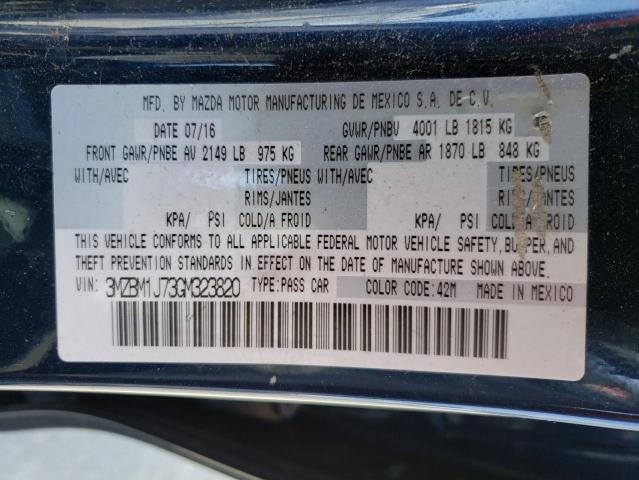 MFD. BY MAZDA MOTOR MANUFACTURING DE MEXICO S.A. DE C.V.
DATE 07/16 GVWR/PNBV 4001 LB 1815 KG
FRONT GAWR/PNBE AV 2149 LB 975 KG REAR GAWR/PNBE AR 1870 LB 848 KG
WITH/AVEC TIRES/PNEUS WITH/AVEC TIRES/PNEUS
RIMS/JANTES RIMS/JANTES
KPA/ PSI COLD/A FROID KPA/ PSI COLD/A FROID
THIS VEHICLE CONFORMS TO ALL APPLICABLE FEDERAL MOTOR VEHICLE SAFETY, BUMPER, AND
THEFT PREVENTION STANDARDS IN EFFECT ON THE DATE OF MANUFACTURE SHOWN ABOVE.
VIN: 3MZBM1J73GM323820 TYPE:PASS CAR COLOR CODE:42M MADE IN MEXICO